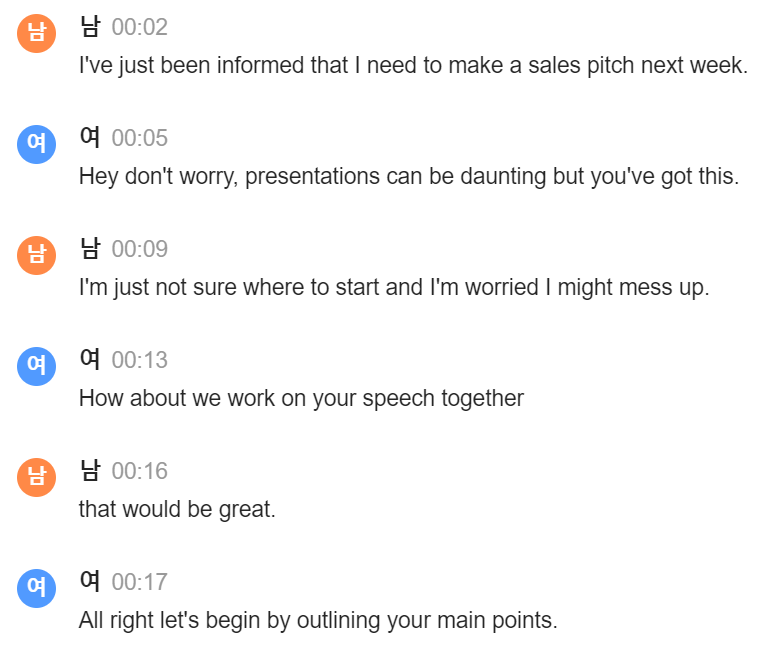 남 남 00:02
I've just been informed that I need to make a sales pitch next week.
여 여 00:05
Hey don't worry, presentations can be daunting but you've got this.
남 남 00:09
I'm just not sure where to start and I'm worried I might mess up.
여 여 00:13
How about we work on your speech together
남 남 00:16
that would be great.
여 여 00:17
All right let's begin by outlining your main points.